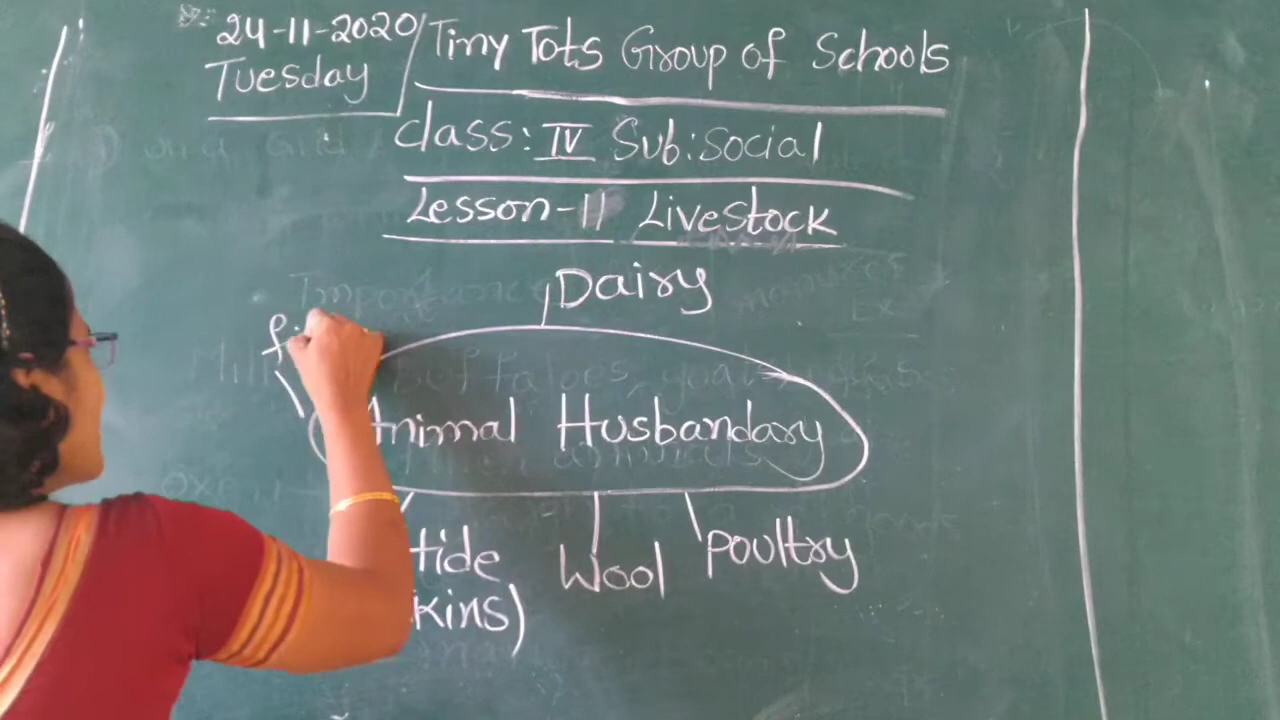 24-11-2020
Tuesday
Tiny Tots Group of Schools
Class: IV Sub: Social
Lesson-11 Livestock
Dairy
Animal Husbandary
Hide
Wool
Poultry
kins)